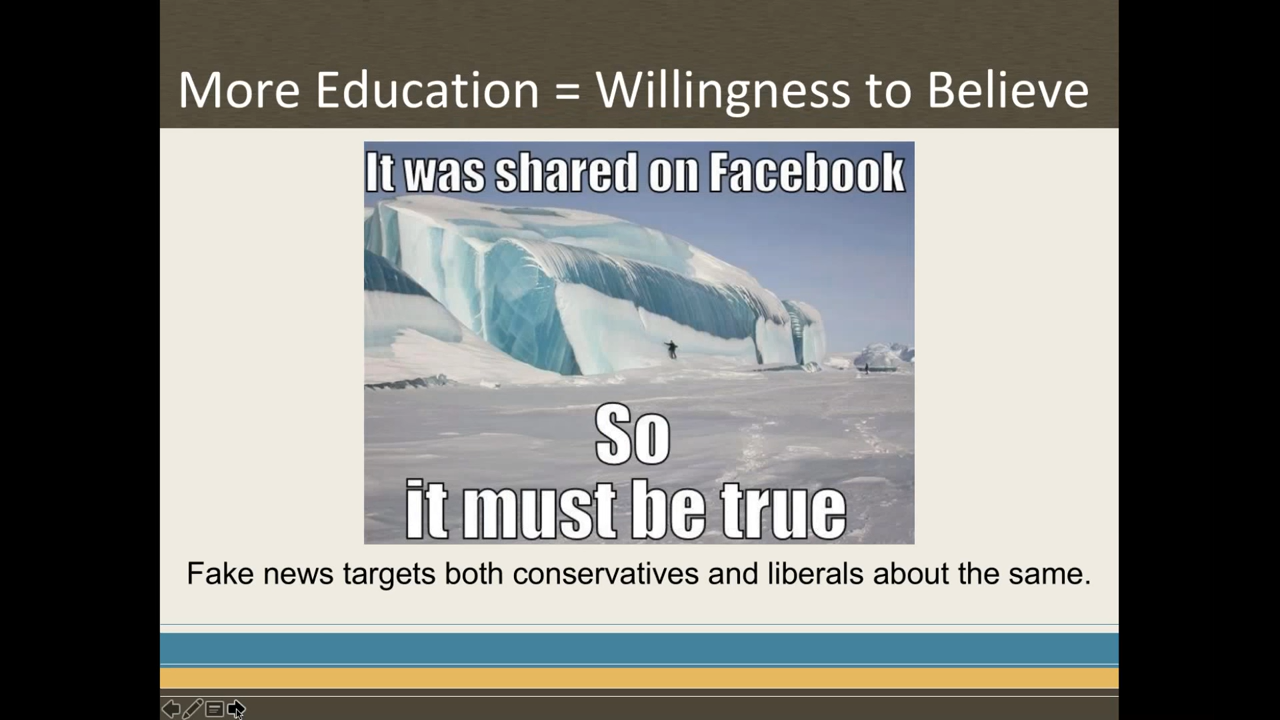 More Education = Willingness to Believe
It was shared on Facebook
So
it must be true
Fake news targets both conservatives and liberals about the same.